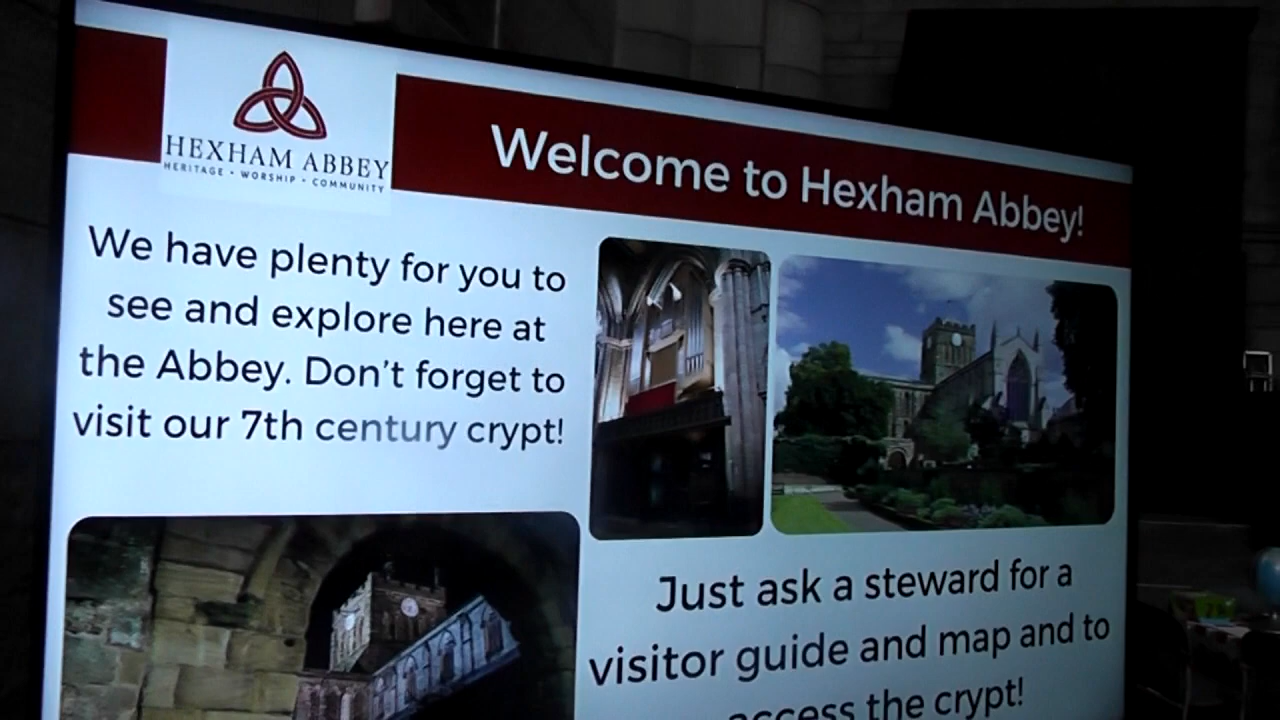 HEXHAM ABBEY
HERITAGE • WORSHIP • COMMUNITY
Welcome to Hexham Abbey!
We have plenty for you to
see and explore here at
the Abbey. Don't forget to
visit our 7th century crypt!
Just ask a steward for a
visitor guide and map and to
access the crypt!